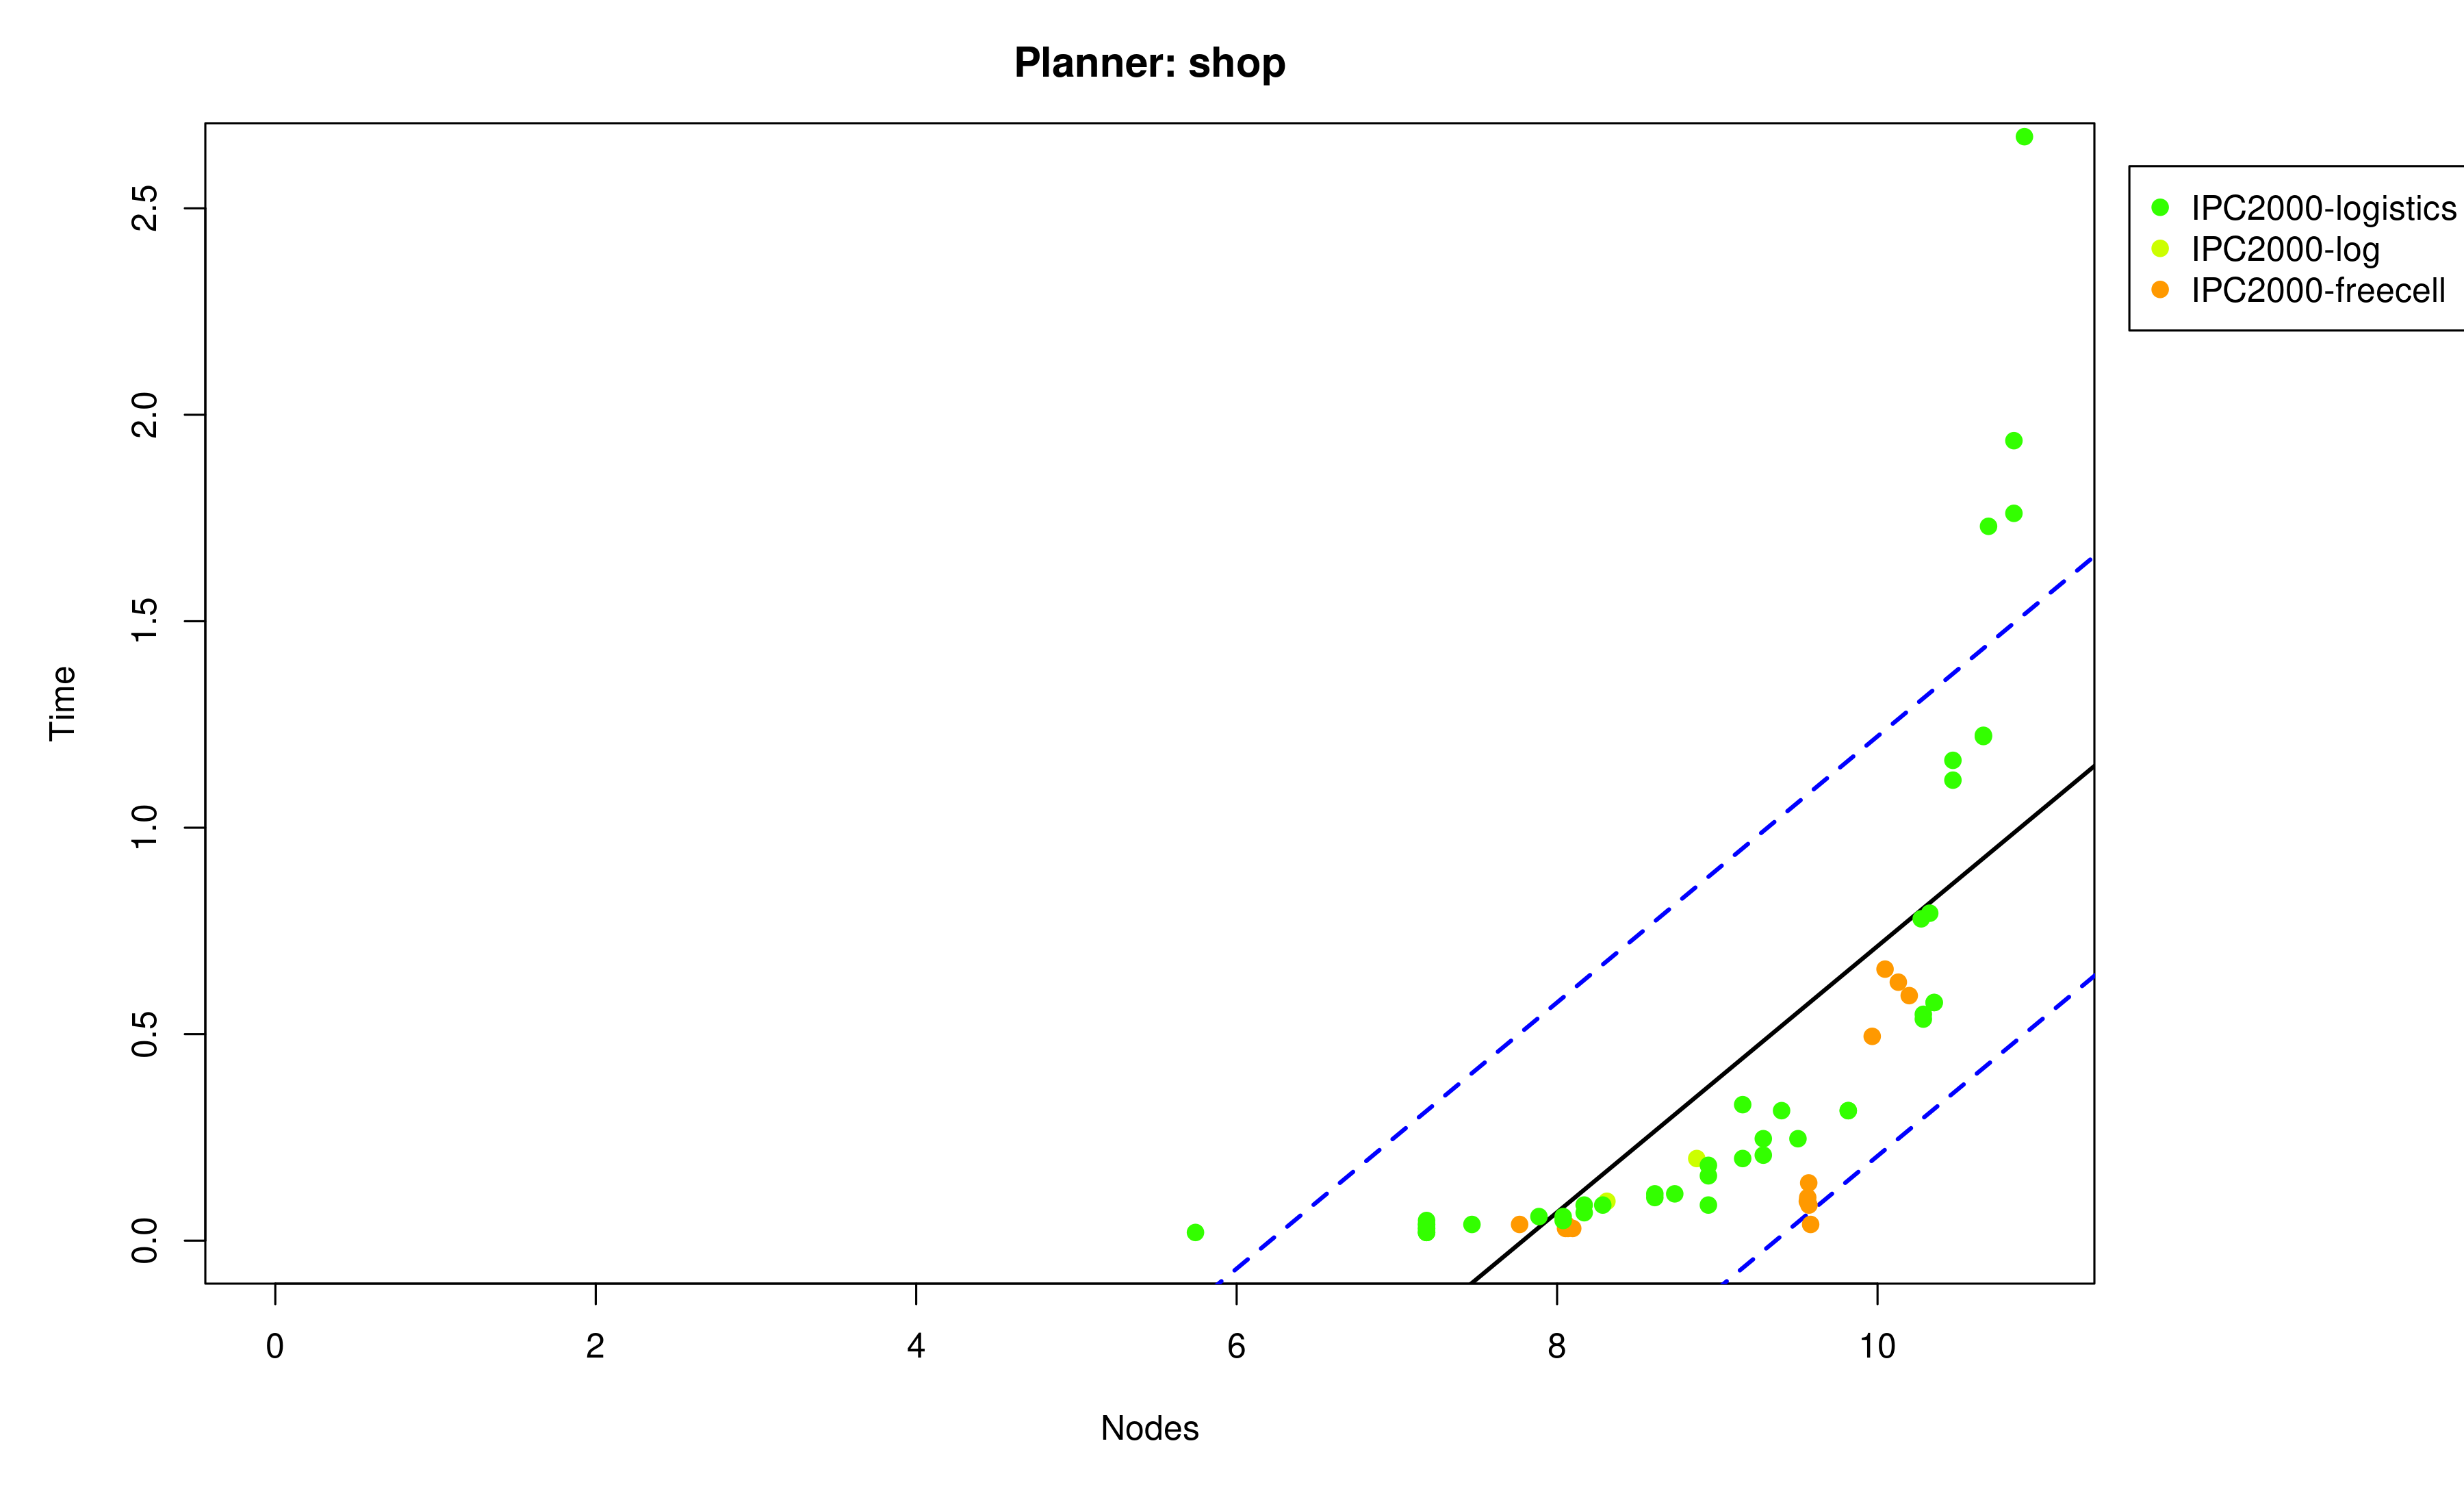 Planner: shop
IPC2000-logistics
IPC2000-log
IPC2000-freecell
2.5
2.0
1.5
1.0
0.5
0.0
Time
0 2 4 6 8 10
Nodes